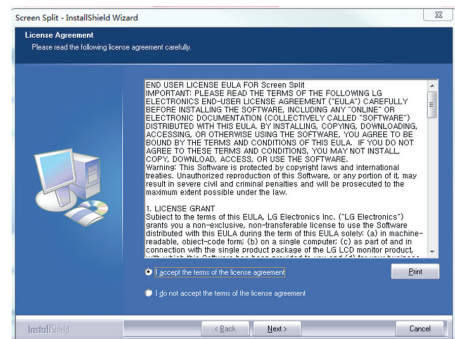 Screen Split - InstallShield Wizard
License Agreement
Please read the following license agreement carefully.
END USER LICENSE EULA FOR Screen Split
IMPORTANT: PLEASE READ THE TERMS OF THE FOLLOWING LG
ELECTRONICS END-USER LICENSE AGREEMENT ("EULA") CAREFULLY
BEFORE INSTALLING THE SOFTWARE, INCLUDING ANY "ONLINE" OR
ELECTRONIC DOCUMENTATION (COLLECTIVELY CALLED "SOFTWARE")
DISTRIBUTED WITH THIS EULA. BY INSTALLING, COPYING, DOWNLOADING,
ACCESSING, OR OTHERWISE USING THE SOFTWARE, YOU AGREE TO BE
BOUND BY THE TERMS AND CONDITIONS OF THIS EULA. IF YOU DO NOT
AGREE TO THESE TERMS AND CONDITIONS, YOU MAY NOT INSTALL,
COPY, DOWNLOAD, ACCESS, OR USE THE SOFTWARE.
Warning: This Software is protected by copyright laws and international
treaties. Unauthorized reproduction of this Software, or any portion of it, may
result in severe civil and criminal penalties and will be prosecuted to the
maximum extent possible under the law.
1. LICENSE GRANT
Subject to the terms of this EULA, LG Electronics Inc. ("LG Electronics")
grants you a non-exclusive, non-transferable license to use the Software
distributed with this EULA during the term of this EULA solely: (a) in machine-
readable, object-code form; (b) on a single computer; (c) as part of and in
connection with the single product package of the LG LCD monitor product,
I accept the terms of the license agreement
Print
I do not accept the terms of the license agreement
InstallShield
< Back
Next >
Cancel